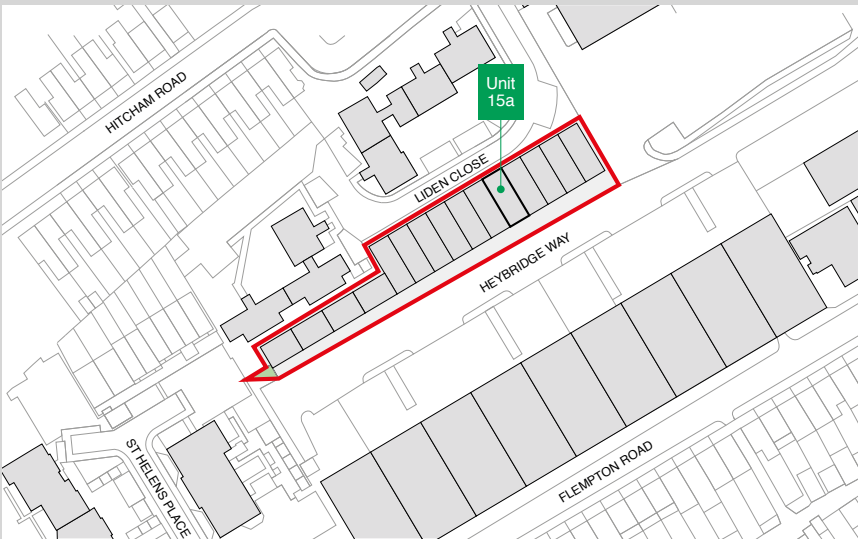 HITCHAM ROAD
Unit
15a
LIDEN CLOSE
HEYBRIDGE WAY
ST HELENS PLACE
FLEMPTON ROAD